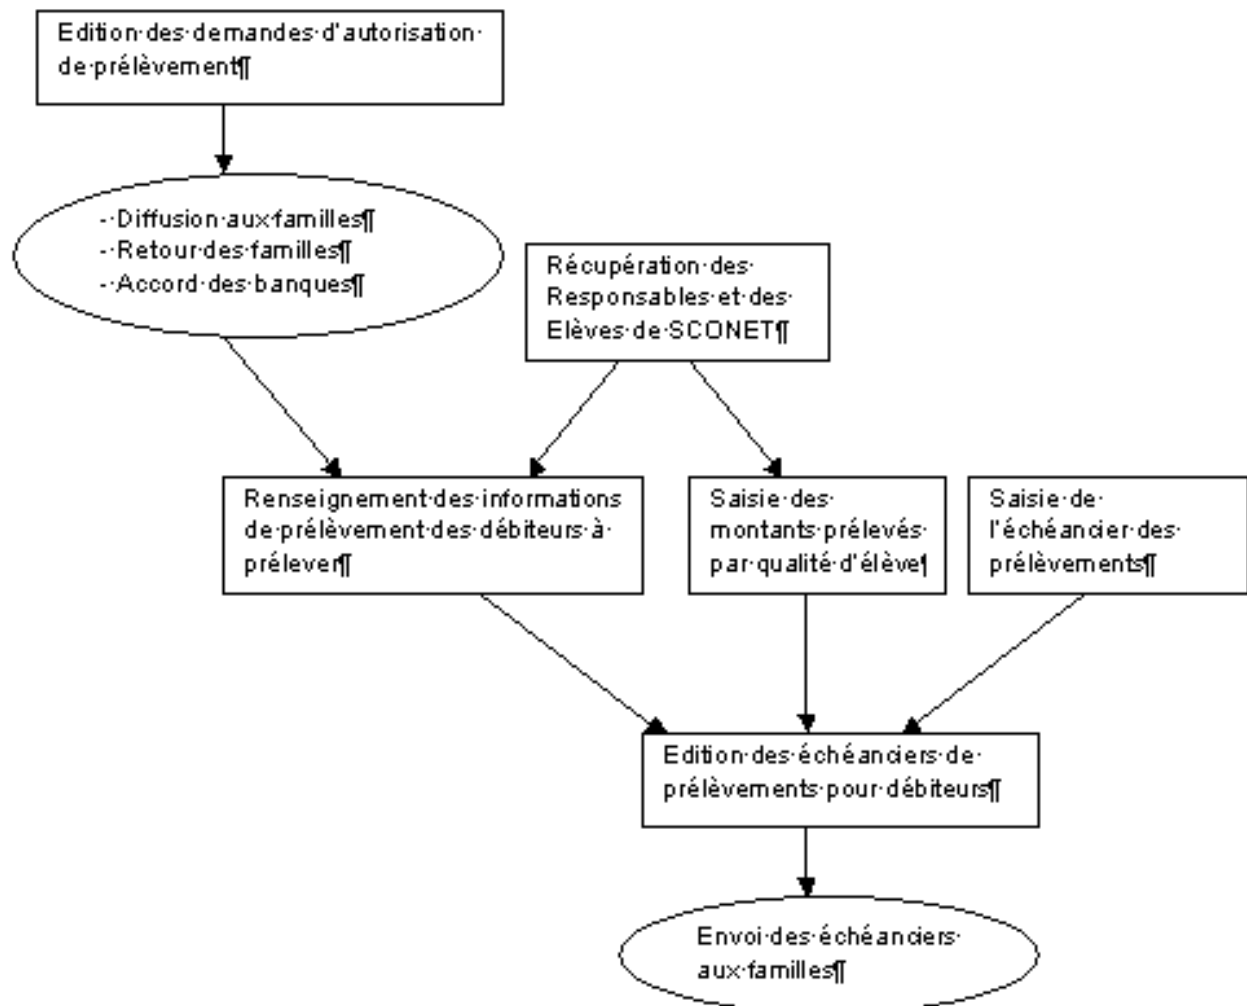 Edition des demandes d'autorisation
de prélèvement¶
- Diffusion aux familles¶
- Retour des familles¶
- Accord des banques¶
Récupération des
Responsables et des
Elèves de SCONET¶
Renseignement des informations
de prélèvement des débiteurs à
prélever¶
Saisie des
montants prélevés
par qualité d'élève¶
Saisie de
l'échéancier des
prélèvements¶
Edition des échéanciers de
prélèvements pour débiteurs¶
Envoi des échéanciers
aux familles¶